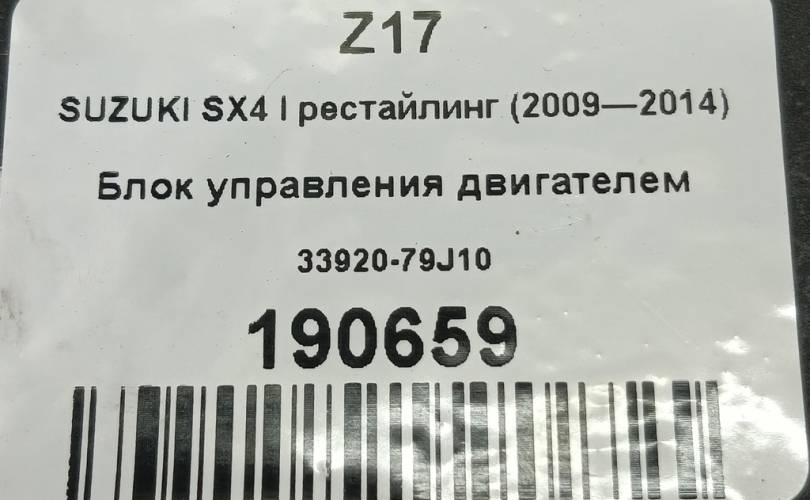 Z17
SUZUKI SX4 I рестайлинг (2009—2014)
Блок управления двигателем
33920-79J10
190659